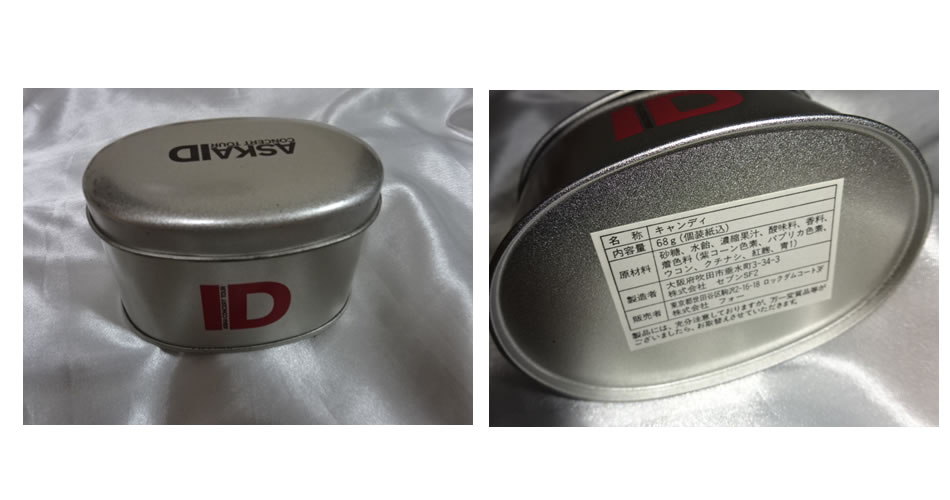 ASKAID
CONCERT TOUR
ID
ID
名 称 キャンディ
内容量 68g(個装紙込)
原材料 砂糖、水飴、濃縮果汁、酸味料、香料、
着色料(紫コーン色素、パプリカ色素、
ウコン、クチナシ、紅麹、青1)
製造者 大阪府吹田市垂水町3-34-3
株式会社 セブンSF2
販売者 東京都世田谷区駒沢2-16-18 ロックダムコート3F
株式会社 フォー
製品には、充分注意しておりますが、万一変質品等が
ございましたら、お取替えさせていただきます。